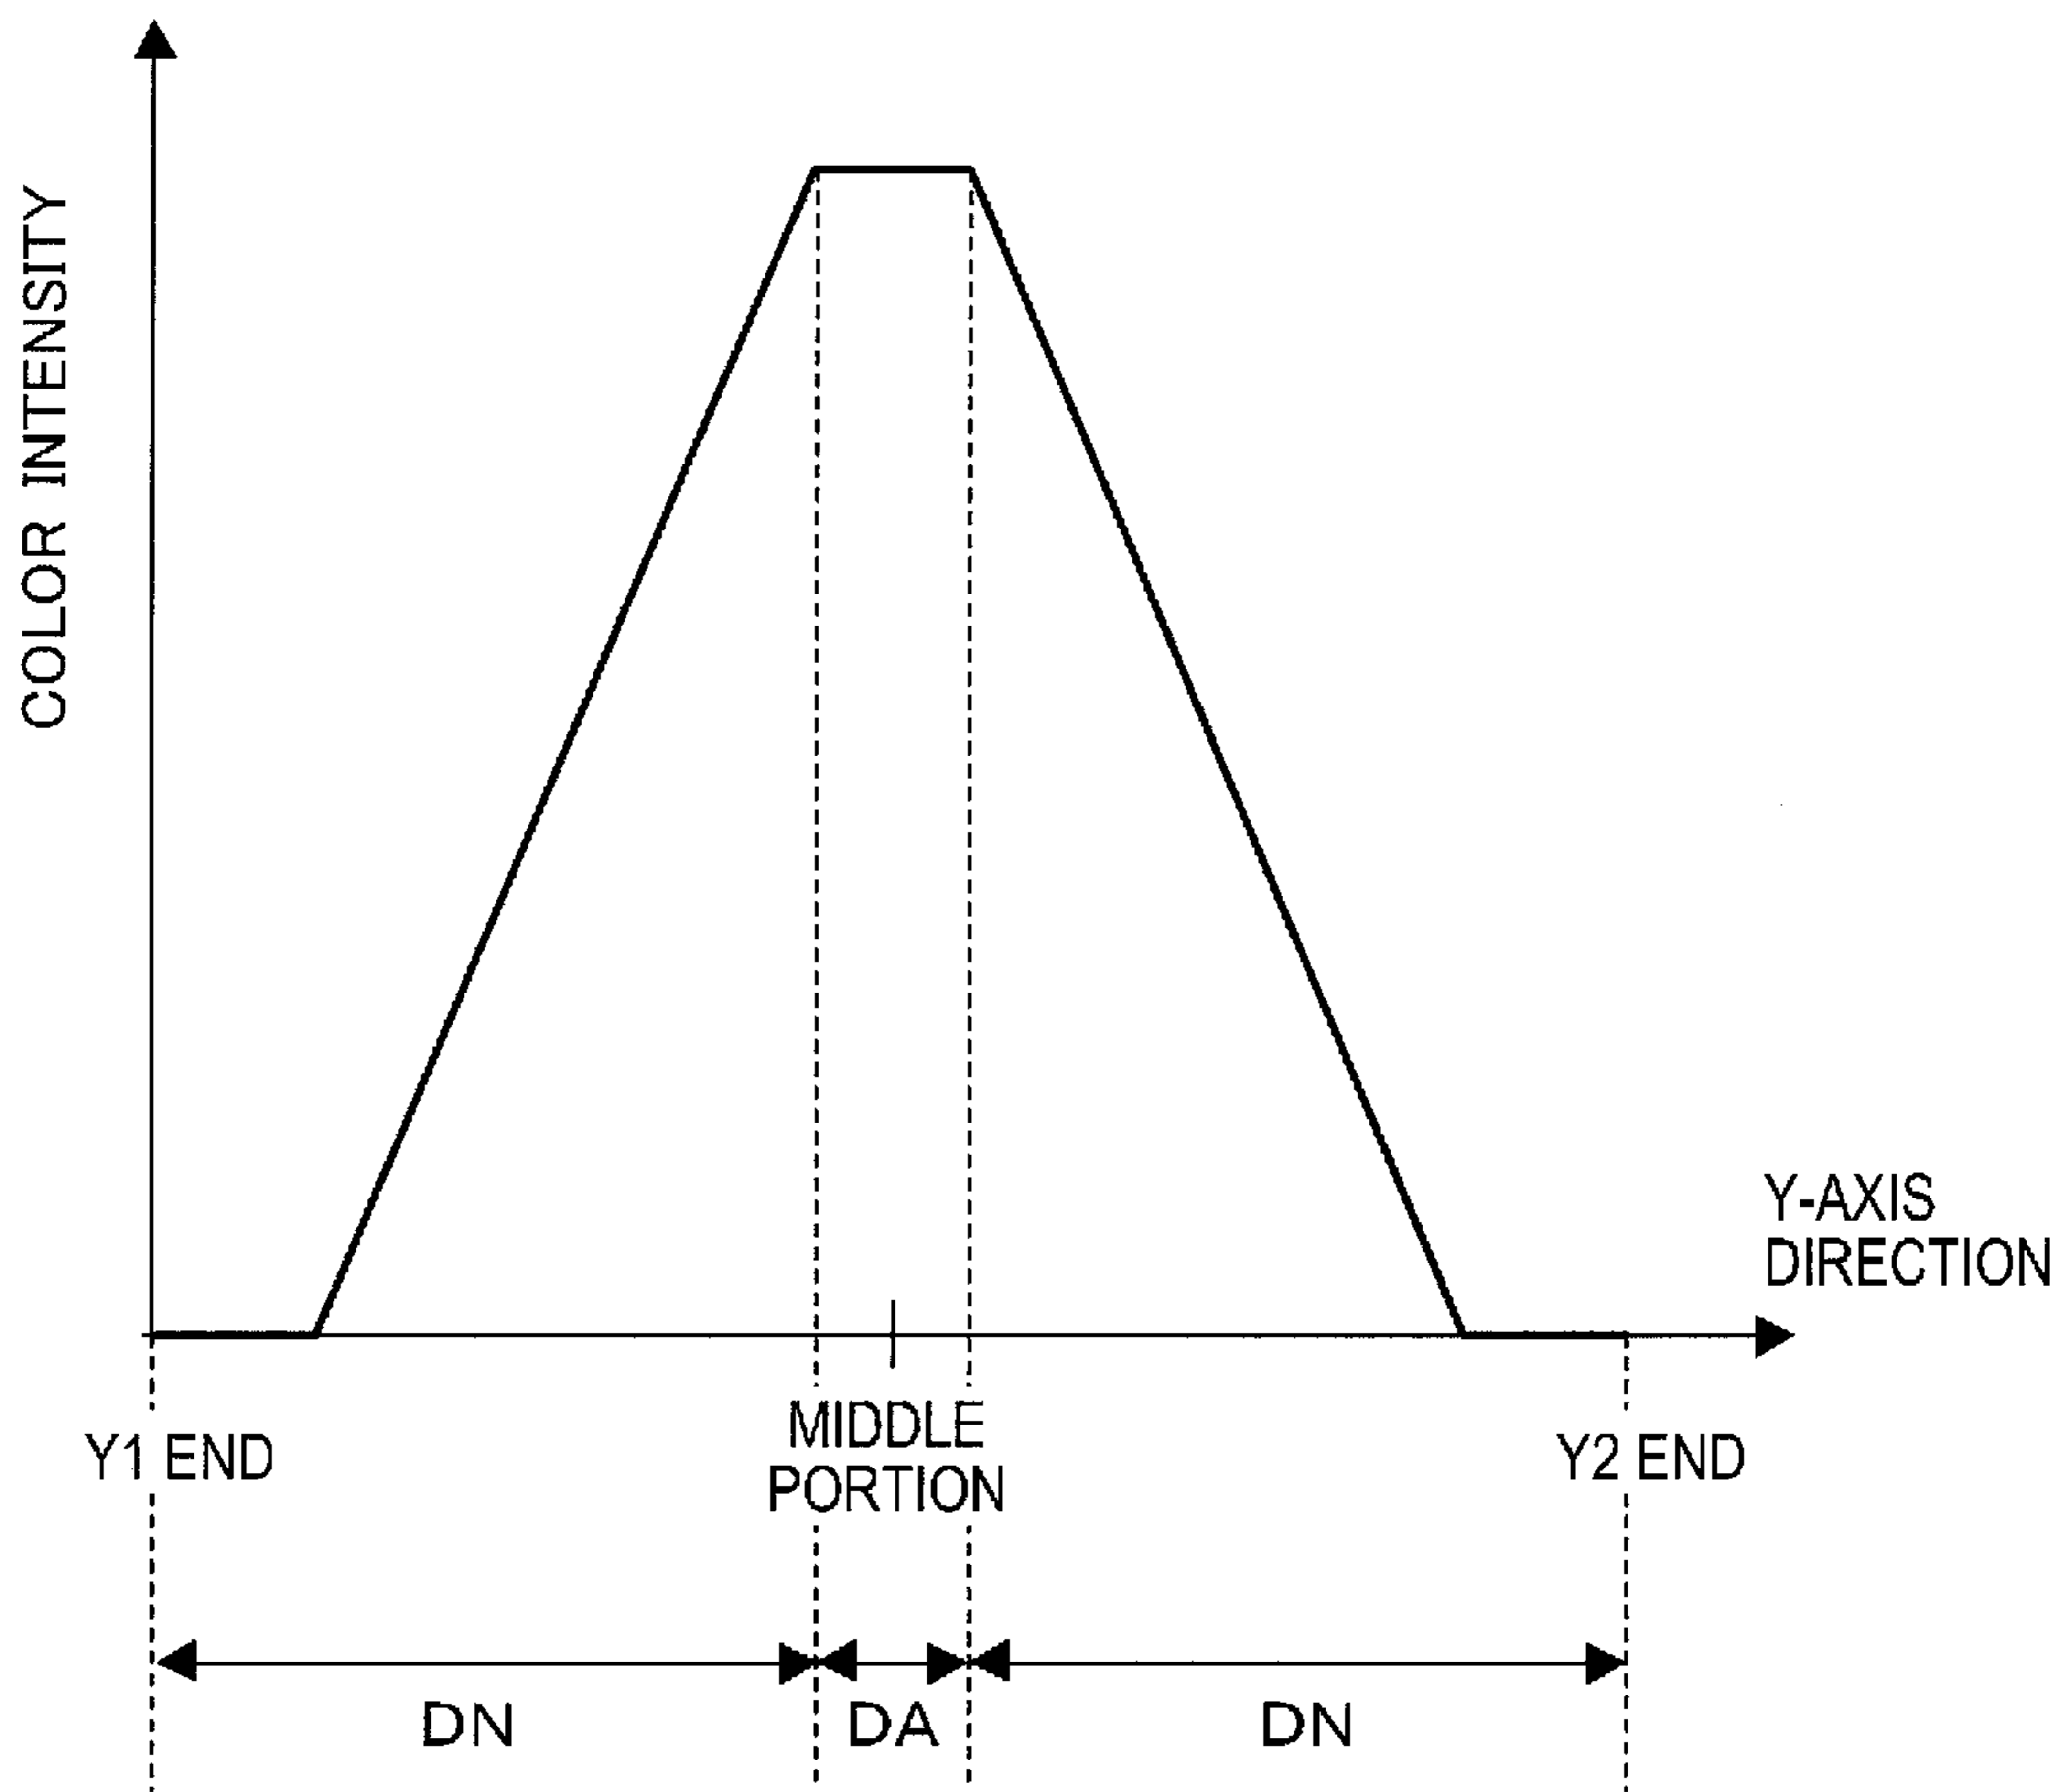 COLOR INTENSITY
Y-AXIS
DIRECTION
Y1 END
MIDDLE
PORTION
Y2 END
DN
DA
DN